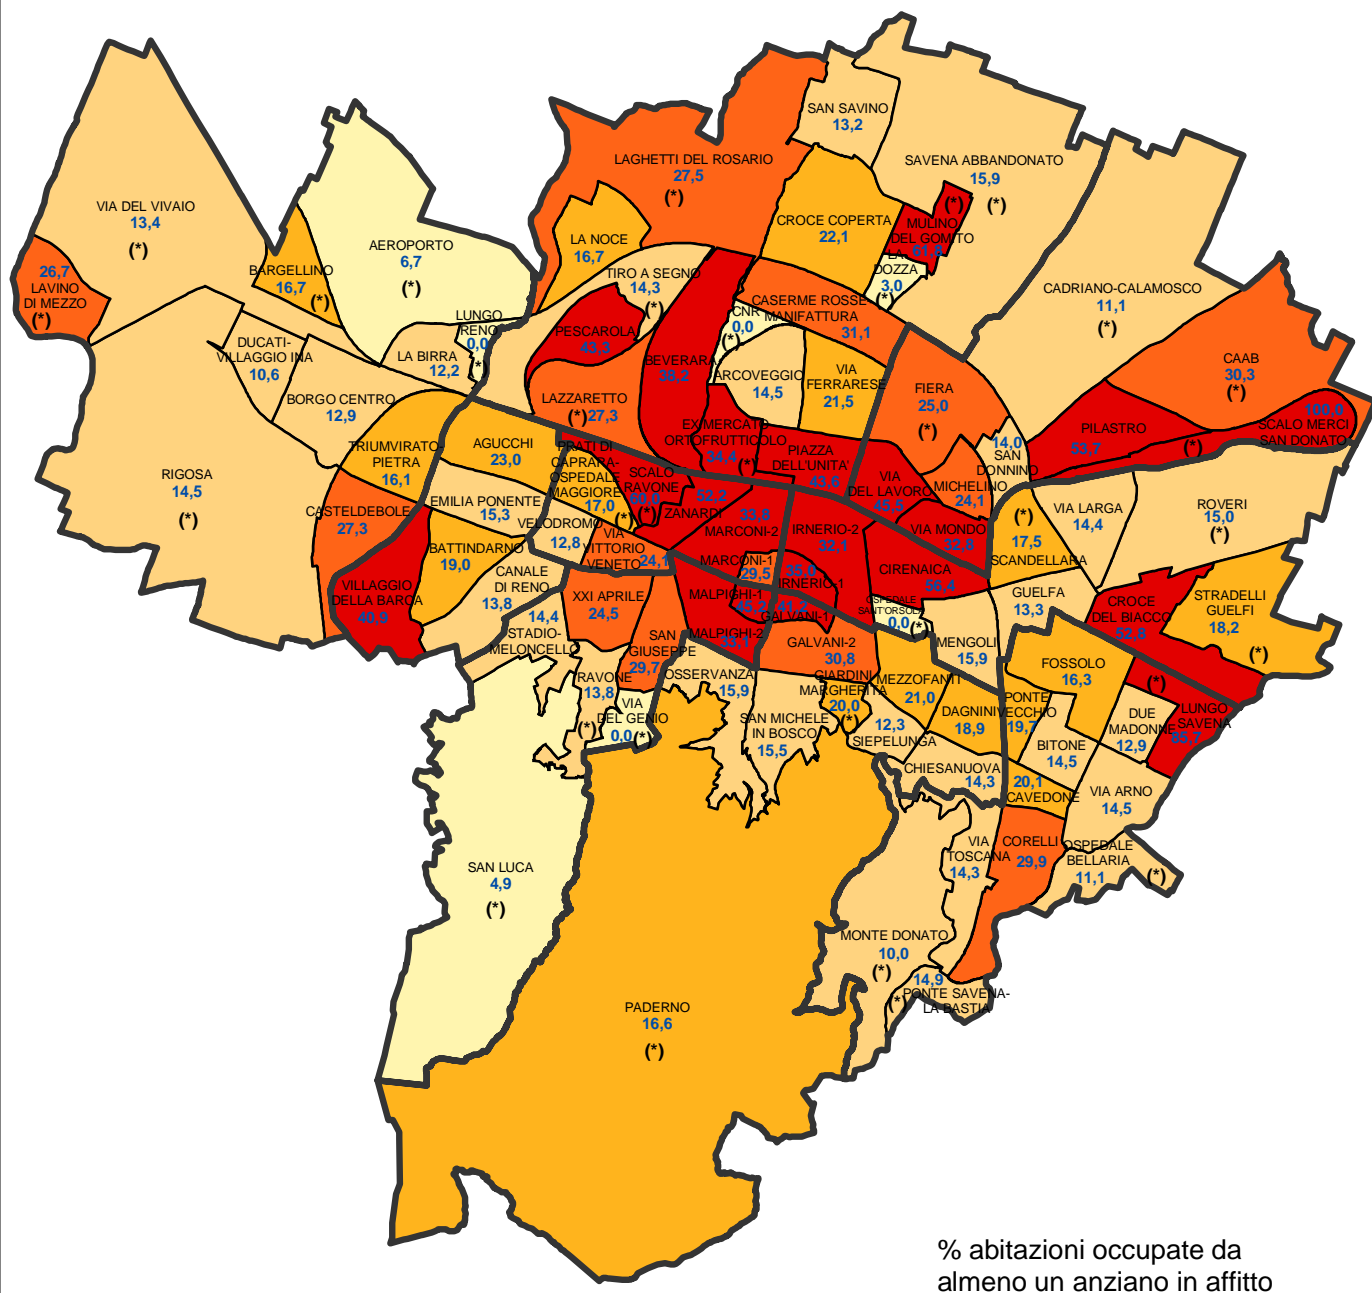 SAN SAVINO
13,2
LAGHETTI DEL ROSARIO
27,5
(*)
SAVENA ABBANDONATO
15,9
(*)
VIA DEL VIVAIO
13,4
(*)
CROCE COPERTA
22,1
(*)
MULINO
DEL GOMITO
61,8
LA NOCE
16,7
AEROPORTO
6,7
(*)
LA
DOZZA
3,0
(*)
26,7
LAVINO
DI MEZZO
(*)
BARGELLINO
16,7
(*)
TIRO A SEGNO
14,3
(*)
CADRIANO-CALAMOSCO
11,1
(*)
CASERME ROSSE
MANIFATTURA
31,1
CNR
0,0
(*)
LUNGO
RENO
0,0
(*)
PESCAROLA
43,3
DUCATI-
VILLAGGIO INA
10,6
LA BIRRA
12,2
BEVERARA
36,2
CAAB
30,3
(*)
ARCOVEGGIO
14,5
VIA
FERRARESE
21,5
FIERA
25,0
(*)
BORGO CENTRO
12,9
LAZZARETTO
(*)
27,3
100,0
SCALO MERCI
SAN DONATO
PILASTRO
53,7
(*)
EX MERCATO
ORTOFRUTTICOLO
34,4
(*)
14,0
SAN
DONNINO
TRIUMVIRATO-
PIETRA
16,1
AGUCCHI
23,0
PRATI DI
CAPRARA-
OSPEDALE
MAGGIORE
17,0
(*)
PIAZZA
DELL'UNITA'
43,6
RIGOSA
14,5
(*)
SCALO
RAVONE
60,0
(*)
VIA
DEL LAVORO
45,5
MICHELINO
24,1
EMILIA PONENTE
15,3
52,2
ZANARDI
CASTELDEBOLE
27,3
VIA LARGA
14,4
ROVERI
15,0
(*)
33,8
MARCONI-2
IRNERIO-2
32,1
VIA MONDO
32,8
(*)
17,5
SCANDELLARA
VELODROMO
12,8
VIA
VITTORIO
VENETO
24,1
BATTINDARNO
19,0
MARCONI-1
29,5
35,0
IRNERIO-1
CIRENAICA
56,4
CANALE
DI RENO
13,8
VILLAGGIO
DELLA BARCA
40,9
XXI APRILE
24,5
MALPIGHI-1
45,2
41,2
GALVANI-1
OSPEDALE
SANT'ORSOLA
0,0
(*)
GUELFA
13,3
CROCE
DEL BIACCO
52,8
(*)
STRADELLI
GUELFI
18,2
(*)
14,4
STADIO-
MELONCELLO
MALPIGHI-2
33,1
SAN
GIUSEPPE
29,7
GALVANI-2
30,8
MENGOLI
15,9
FOSSOLO
16,3
RAVONE
13,8
(*)
OSSERVANZA
15,9
GIARDINI
MARGHERITA
20,0
(*)
MEZZOFANTI
21,0
VIA
DEL GENIO
0,0
(*)
SAN MICHELE
IN BOSCO
15,5
DAGNINI
18,9
PONTE
VECCHIO
19,7
DUE
MADONNE
12,9
LUNGO
SAVENA
85,7
12,3
SIEPELUNGA
BITONE
14,5
CHIESANUOVA
14,3
20,1
CAVEDONE
VIA ARNO
14,5
VIA
TOSCANA
14,3
CORELLI
29,9
OSPEDALE
BELLARIA
11,1
(*)
SAN LUCA
4,9
(*)
MONTE DONATO
10,0
(*)
14,9
PONTE SAVENA-
LA BASTIA
(*)
PADERNO
16,6
(*)
% abitazioni occupate da
almeno un anziano in affitto